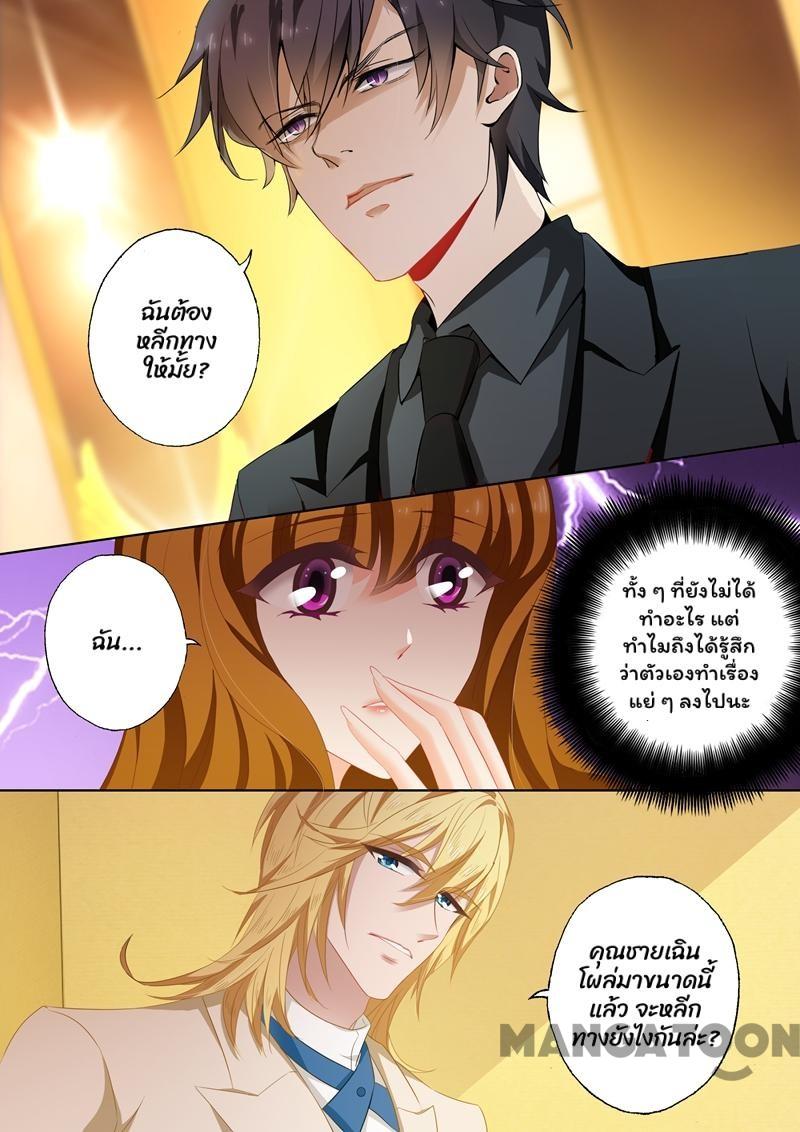 ฉันต้อง
หลีกทาง
ให้มั้ย?
ฉัน...
ทั้ง ๆ ที่ยังไม่ได้
ทำอะไร แต่
ทำไมถึงได้รู้สึก
ว่าตัวเองทำเรื่อง
แย่ ๆ ลงไปนะ
คุณชายเฉิน
โผล่มาขนาดนี้
แล้ว จะหลีก
ทางยังไงกันล่ะ?
MANGATOON